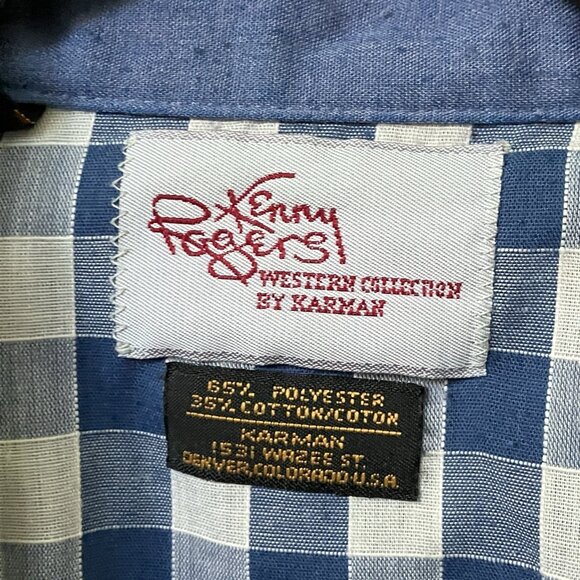 Kenny
Rogers
WESTERN COLLECTION
BY KARMAN
65% POLYESTER
35% COTTON/COTON
KARMAN
1531 WAZEE ST.
DENVER, COLORADO U.S.A.